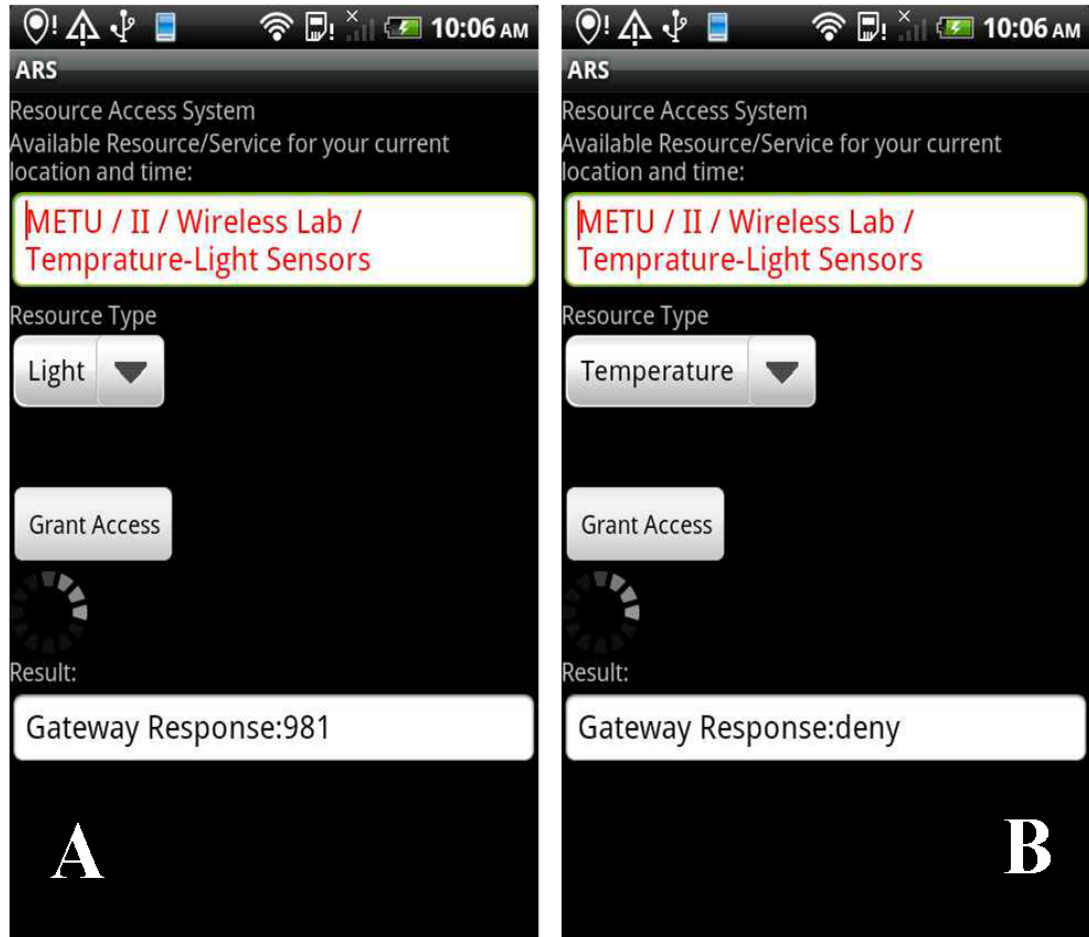 10:06 AM
ARS
Resource Access System
Available Resource/Service for your current
location and time:
METU / II / Wireless Lab /
Temprature-Light Sensors
Resource Type
Light
Grant Access
Result:
Gateway Response:981
A
10:06 AM
ARS
Resource Access System
Available Resource/Service for your current
location and time:
METU / II / Wireless Lab /
Temprature-Light Sensors
Resource Type
Temperature
Grant Access
Result:
Gateway Response:deny
B